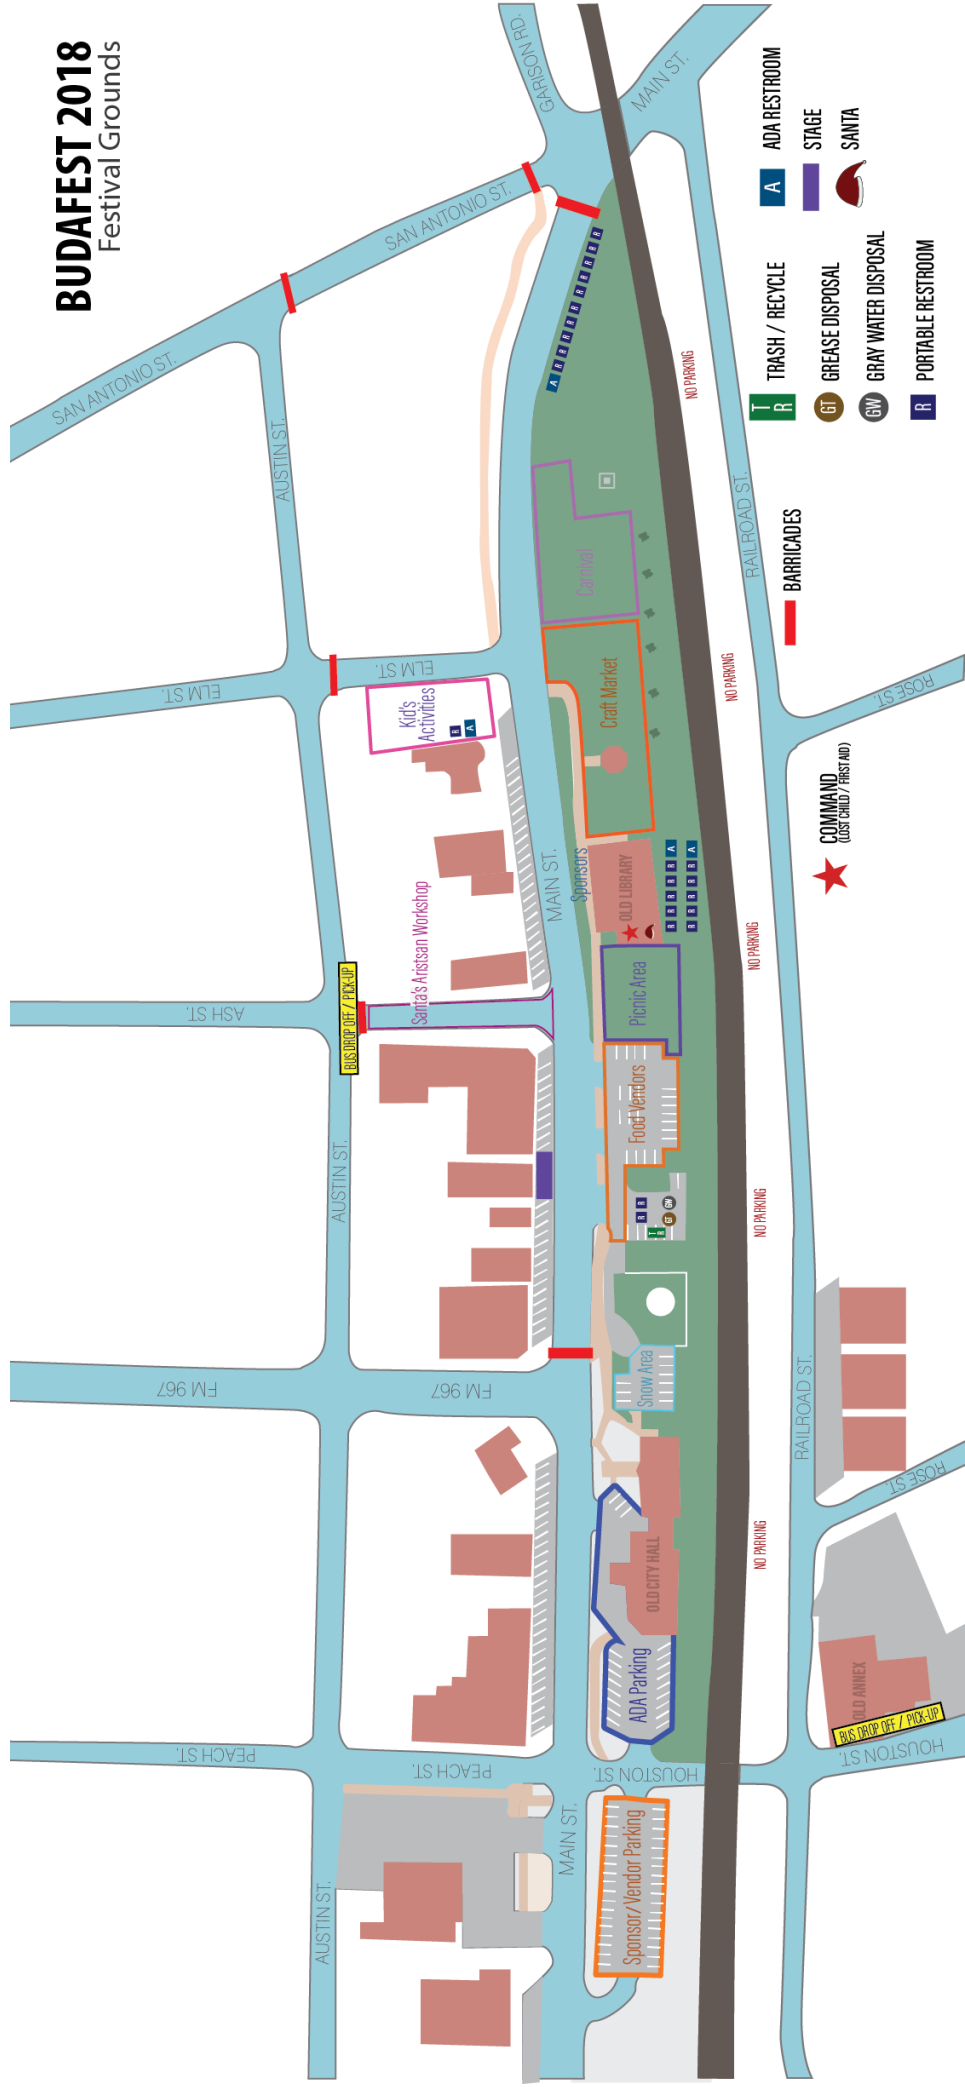 BUDAFEST 2018
Festival Grounds
SAN ANTONIO ST.
SAN ANTONIO ST.
GARISON RD.
MAIN ST.
AUSTIN ST.
ELM ST.
ELM ST.
Kid's
Activities
R
A
A
R
R
R
R
R
R
R
R
R
R
Carnival
Craft Market
NO PARKING
NO PARKING
RAILROAD ST.
ROSE ST.
Santa's Aristsan Workshop
MAIN ST.
Sponsors
OLD LIBRARY
R R R R R A
R R R R R A
Picnic Area
ASH ST.
BUS DROP OFF / PICK-UP
NO PARKING
Food Vendors
R R
T
R
GT
GW
AUSTIN ST.
NO PARKING
FM 967
FM 967
Snow Area
RAILROAD ST.
ROSE ST.
OLD CITY HALL
ADA Parking
NO PARKING
OLD ANNEX
BUS DROP OFF / PICK-UP
PEACH ST.
PEACH ST.
HOUSTON ST.
HOUSTON ST.
AUSTIN ST.
MAIN ST.
Sponsor/Vendor Parking
COMMAND
(LOST CHILD / FIRST AID)
BARRICADES
T
R
TRASH / RECYCLE
GT
GREASE DISPOSAL
GW
GRAY WATER DISPOSAL
R
PORTABLE RESTROOM
A
ADA RESTROOM
STAGE
SANTA